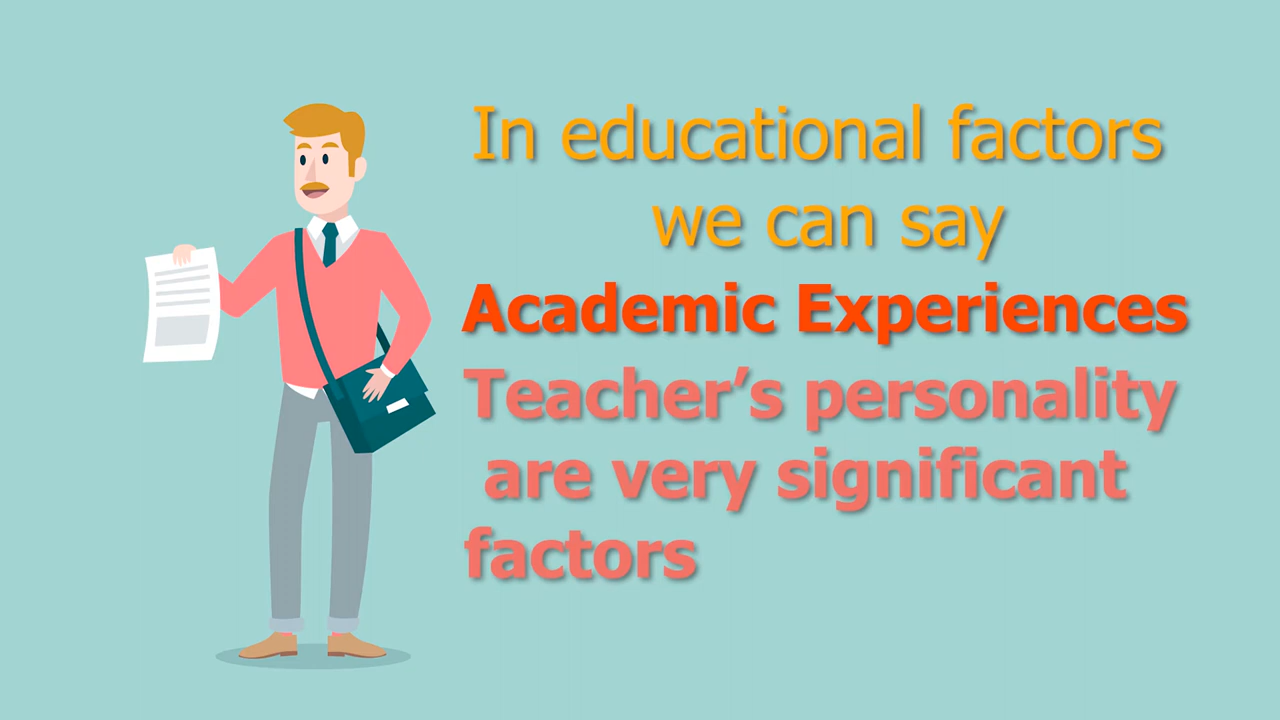 In educational factors
we can say
Academic Experiences
Teacher’s personality
are very significant
factors